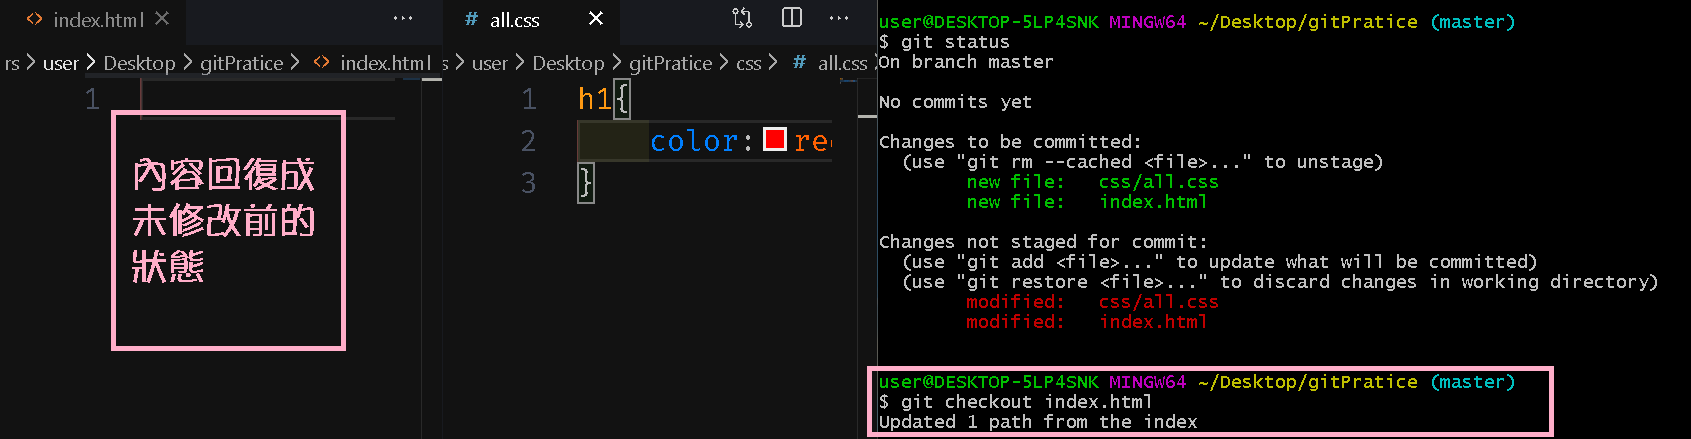 index.html
rs > user > Desktop > gitPratice > index.html
1
內容回復成
未修改前的
狀態
all.css
s > user > Desktop > gitPratice > css > # all.css
1 h1{
2 color: re
3 }
user@DESKTOP-5LP4SNK MINGW64 ~/Desktop/gitPratice (master)
$ git status
On branch master
No commits yet
Changes to be committed:
(use "git rm --cached <file>..." to unstage)
new file: css/all.css
new file: index.html
Changes not staged for commit:
(use "git add <file>..." to update what will be committed)
(use "git restore <file>..." to discard changes in working directory)
modified: css/all.css
modified: index.html
user@DESKTOP-5LP4SNK MINGW64 ~/Desktop/gitPratice (master)
$ git checkout index.html
Updated 1 path from the index